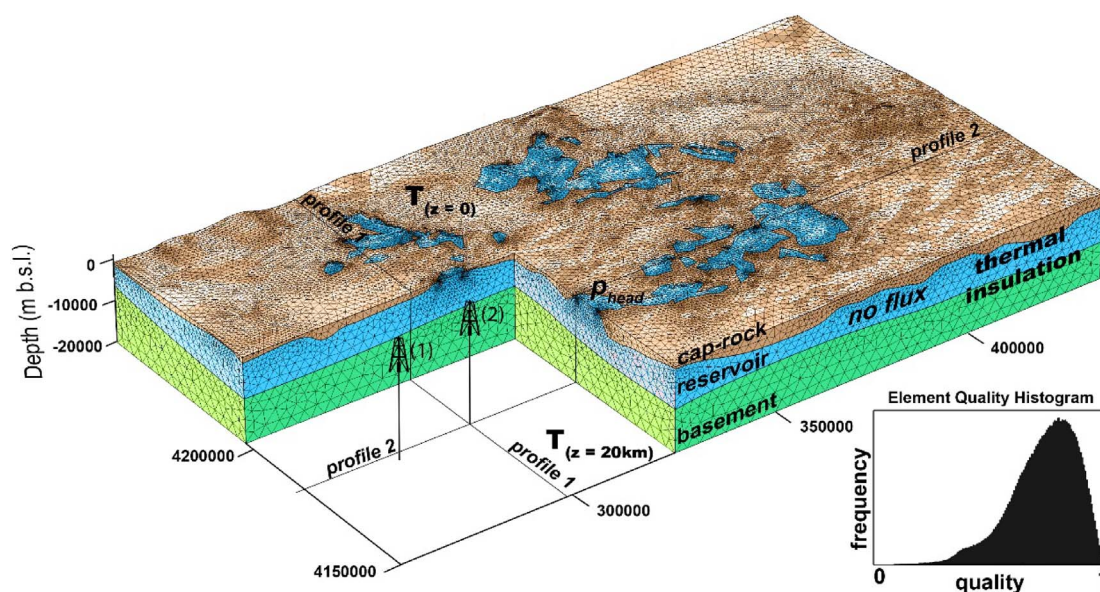 profile 2
T(z = 0)
profile 1
0
-10000
-20000
Depth (m b.s.l.)
Phead
thermal
insulation
no flux
cap-rock
reservoir
basement
(2)
(1)
400000
350000
300000
4200000
4150000
profile 2
profile 1
T(z = 20km)
Element Quality Histogram
frequency
0
quality